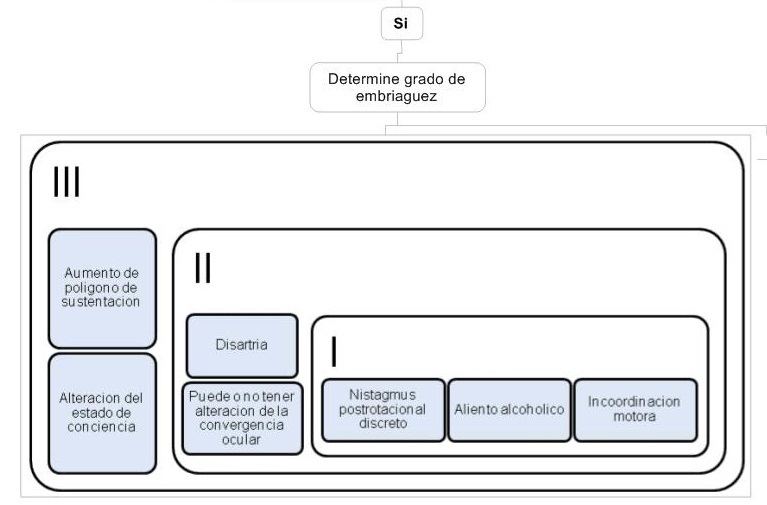 Si
Determine grado de
embriaguez
III
Aumento de
poligono de
sustentacion
Alteracion del
estado de
conciencia
II
Disartria
Puede o no tener
alteracion de la
convergencia
ocular
I
Nistagmus
postrotacional
discreto
Aliento alcoholico
Incoordinacion
motora